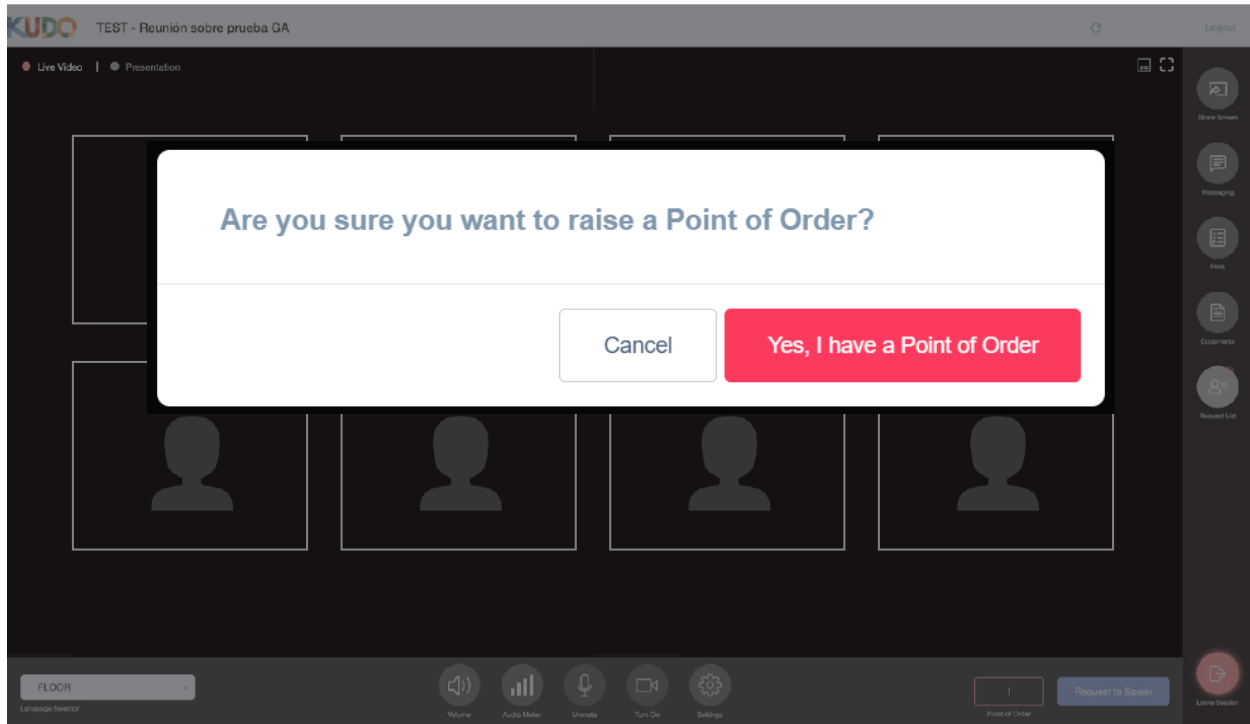 KUDO TEST - Reunión sobre prueba GA Logout
Live Video | Presentation
Share Screen
Messaging
Are you sure you want to raise a Point of Order?
Polls
Documents
Cancel Yes, I have a Point of Order
Request List
FLOOR
Language Selector
Volume Audio Meter Unmute Turn On Settings
! Request to Speak
Point of Order
Leave Session